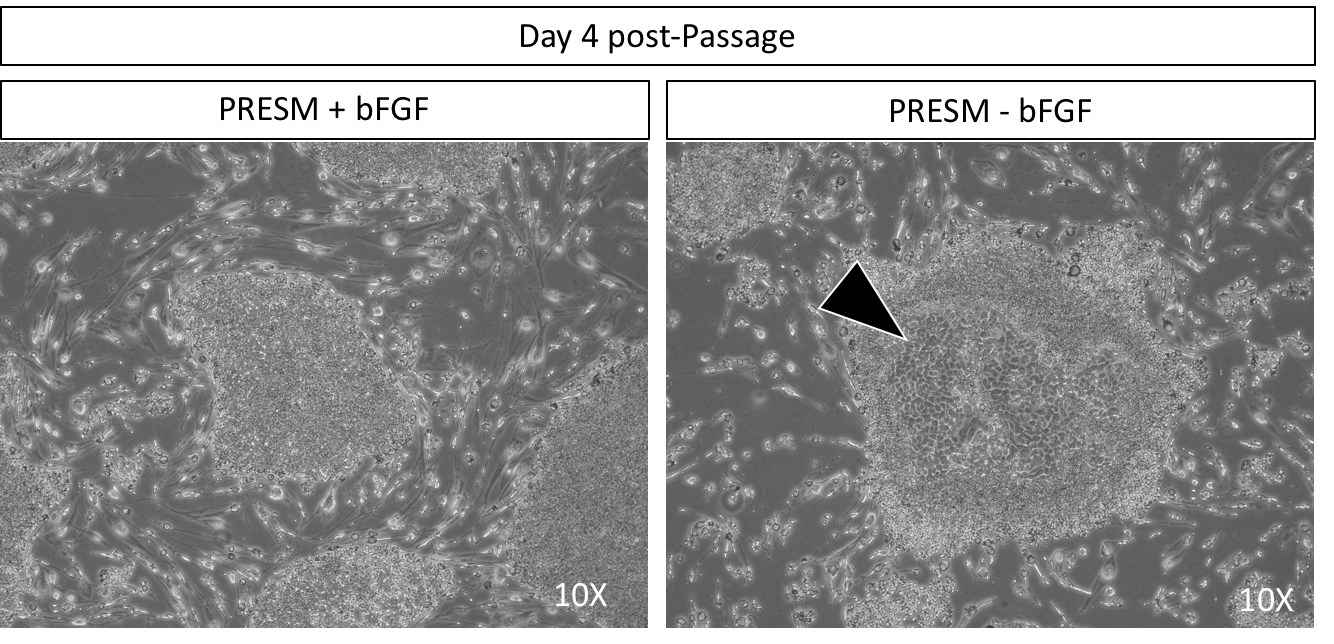 Day 4 post-Passage
PRESM + bFGF
PRESM - bFGF
10X
10X